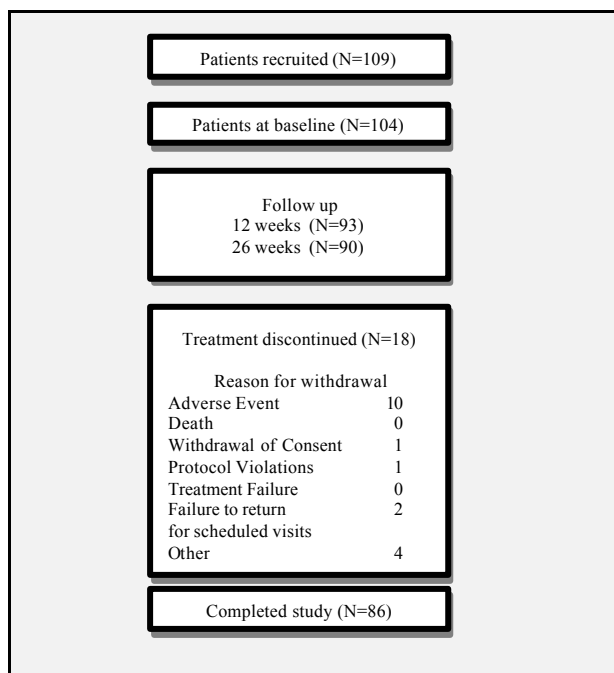 Patients recruited (N=109)
Patients at baseline (N=104)
Follow up
12 weeks (N=93)
26 weeks (N=90)
Treatment discontinued (N=18)
Reason for withdrawal
Adverse Event 10
Death 0
Withdrawal of Consent 1
Protocol Violations 1
Treatment Failure 0
Failure to return 2
for scheduled visits
Other 4
Completed study (N=86)